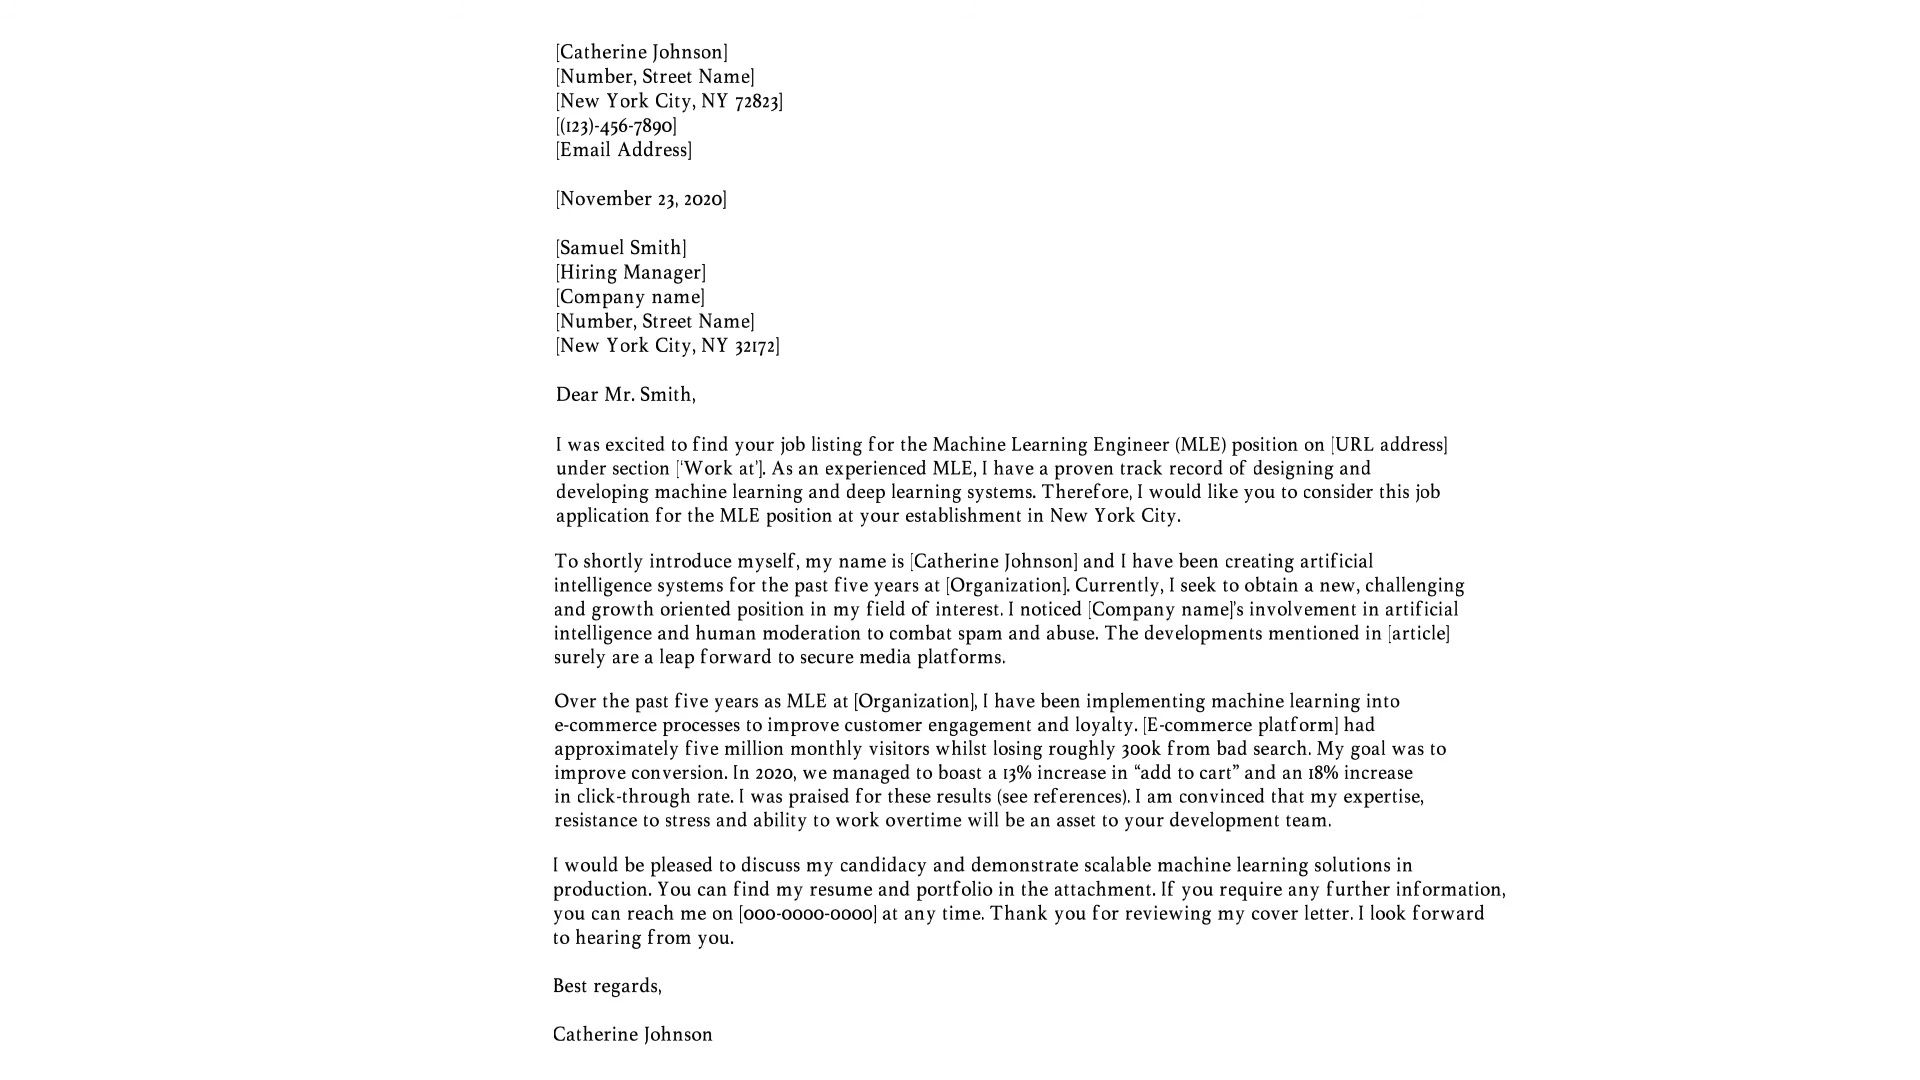 [Catherine Johnson]
[Number, Street Name]
[New York City, NY 72823]
[(123)-456-7890]
[Email Address]
[November 23, 2020]
[Samuel Smith]
[Hiring Manager]
[Company name]
[Number, Street Name]
[New York City, NY 32172]
Dear Mr. Smith,
I was excited to find your job listing for the Machine Learning Engineer (MLE) position on [URL address]
under section [‘Work at’]. As an experienced MLE, I have a proven track record of designing and
developing machine learning and deep learning systems. Therefore, I would like you to consider this job
application for the MLE position at your establishment in New York City.
To shortly introduce myself, my name is [Catherine Johnson] and I have been creating artificial
intelligence systems for the past five years at [Organization]. Currently, I seek to obtain a new, challenging
and growth oriented position in my field of interest. I noticed [Company name]’s involvement in artificial
intelligence and human moderation to combat spam and abuse. The developments mentioned in [article]
surely are a leap forward to secure media platforms.
Over the past five years as MLE at [Organization], I have been implementing machine learning into
e-commerce processes to improve customer engagement and loyalty. [E-commerce platform] had
approximately five million monthly visitors whilst losing roughly 300k from bad search. My goal was to
improve conversion. In 2020, we managed to boast a 13% increase in “add to cart” and an 18% increase
in click-through rate. I was praised for these results (see references). I am convinced that my expertise,
resistance to stress and ability to work overtime will be an asset to your development team.
I would be pleased to discuss my candidacy and demonstrate scalable machine learning solutions in
production. You can find my resume and portfolio in the attachment. If you require any further information,
you can reach me on [000-0000-0000] at any time. Thank you for reviewing my cover letter. I look forward
to hearing from you.
Best regards,
Catherine Johnson